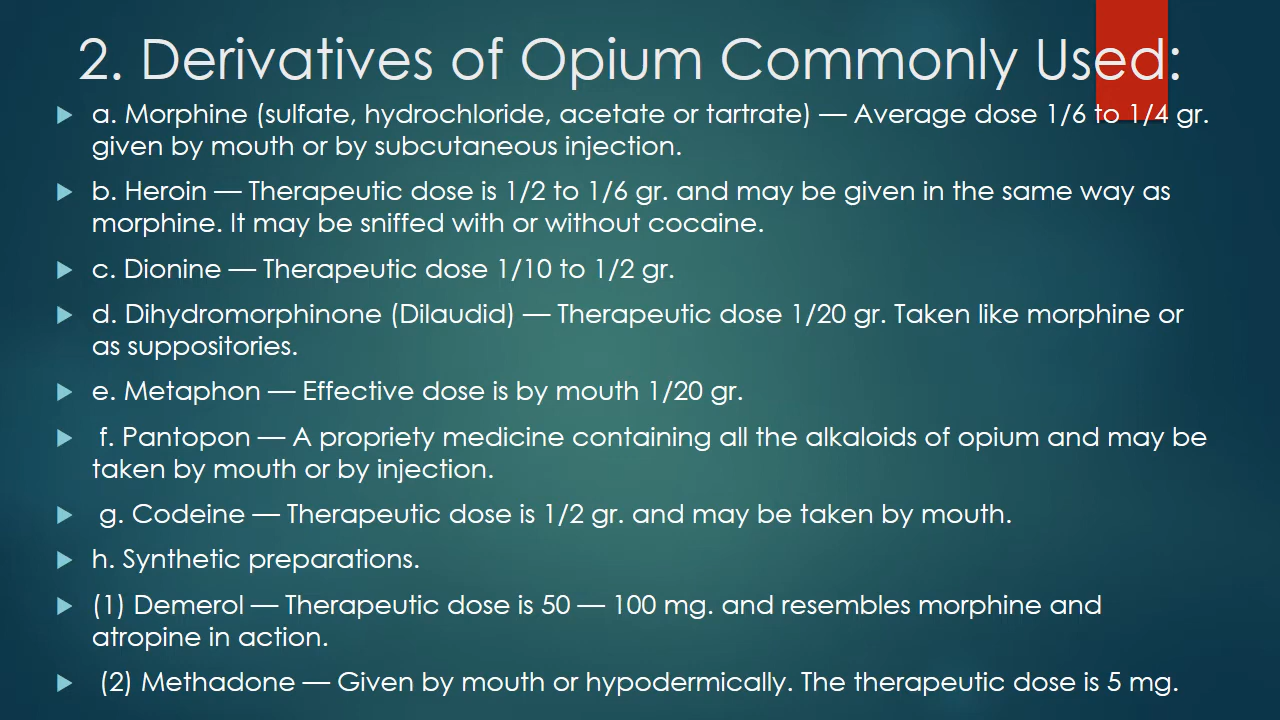 2. Derivatives of Opium Commonly Used:
a. Morphine (sulfate, hydrochloride, acetate or tartrate) — Average dose 1/6 to 1/4 gr.
given by mouth or by subcutaneous injection.
b. Heroin — Therapeutic dose is 1/2 to 1/6 gr. and may be given in the same way as
morphine. It may be sniffed with or without cocaine.
c. Dionine — Therapeutic dose 1/10 to 1/2 gr.
d. Dihydromorphinone (Dilaudid) — Therapeutic dose 1/20 gr. Taken like morphine or
as suppositories.
e. Metaphon — Effective dose is by mouth 1/20 gr.
f. Pantopon — A propriety medicine containing all the alkaloids of opium and may be
taken by mouth or by injection.
g. Codeine — Therapeutic dose is 1/2 gr. and may be taken by mouth.
h. Synthetic preparations.
(1) Demerol — Therapeutic dose is 50 — 100 mg. and resembles morphine and
atropine in action.
(2) Methadone — Given by mouth or hypodermically. The therapeutic dose is 5 mg.